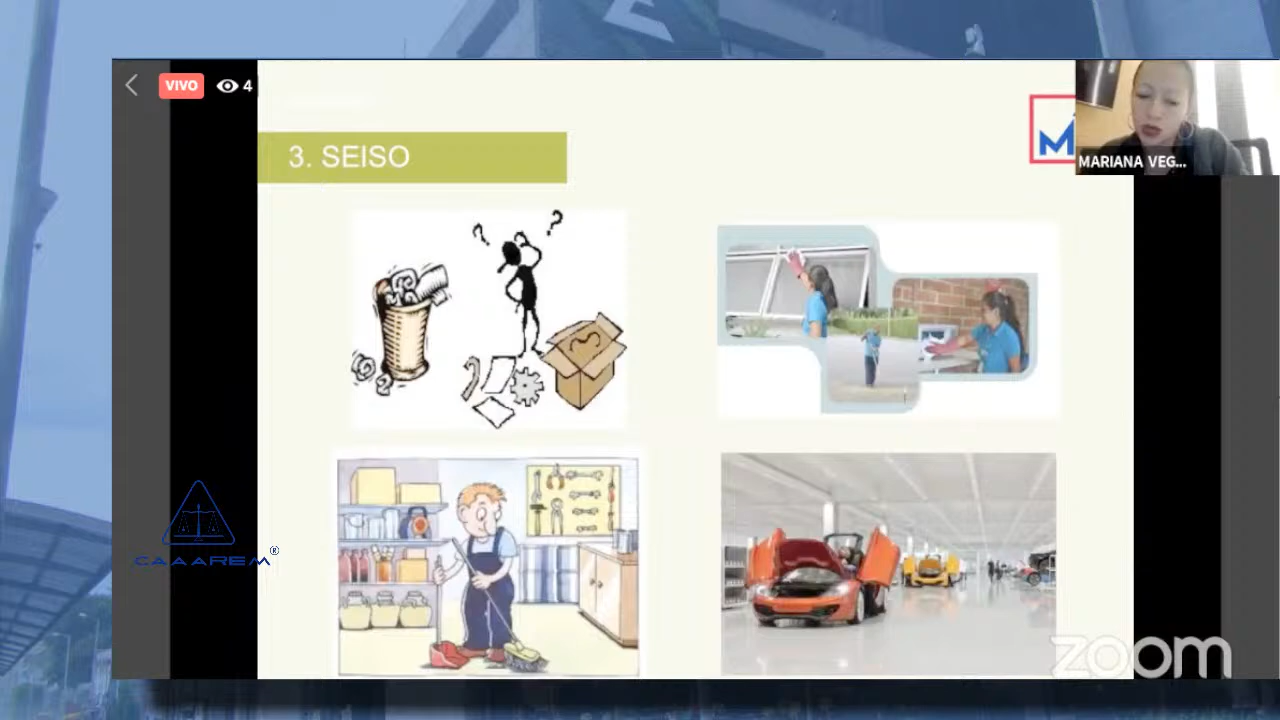 VIVO 4
3. SEISO
M
MARIANA VEG...
? ?
CAAAREM®
zoom